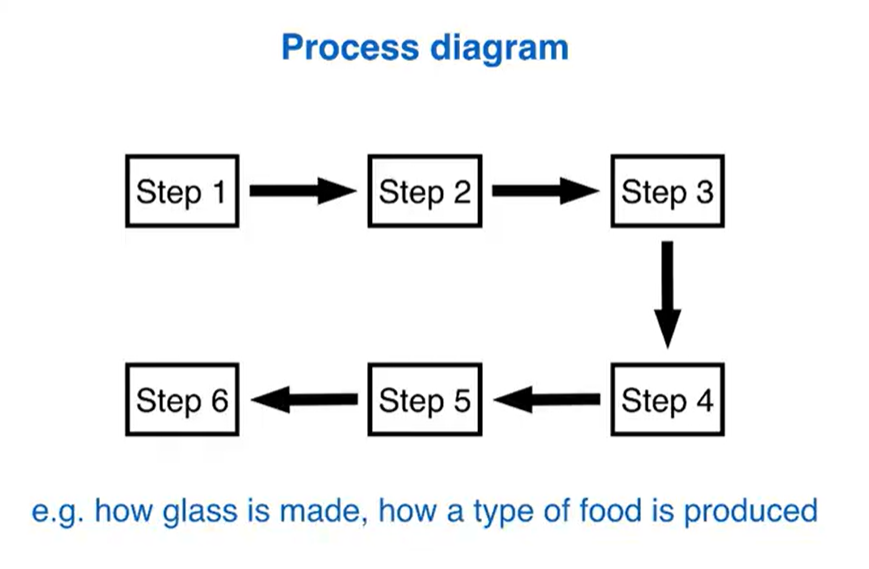 Process diagram
Step 1
Step 2
Step 3
Step 4
Step 5
Step 6
e.g. how glass is made, how a type of food is produced